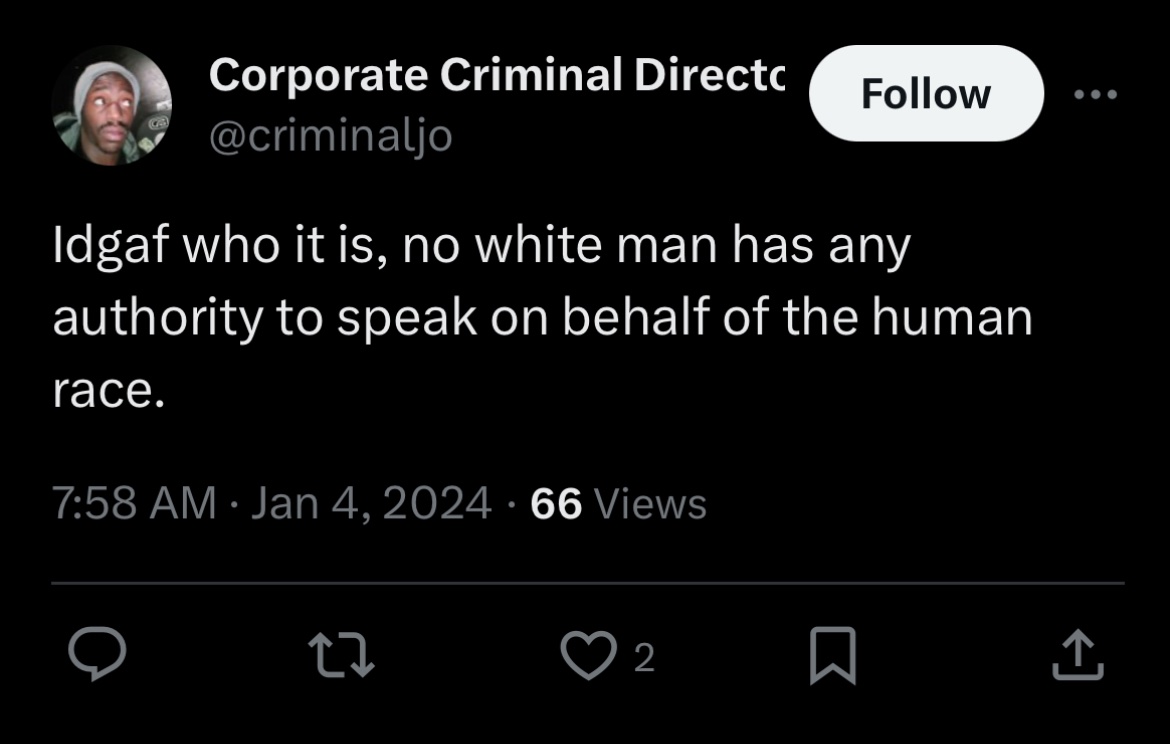 Corporate Criminal Directo
Follow
@criminaljo
Idgaf who it is, no white man has any
authority to speak on behalf of the human
race.
7:58 AM · Jan 4, 2024 · 66 Views
2